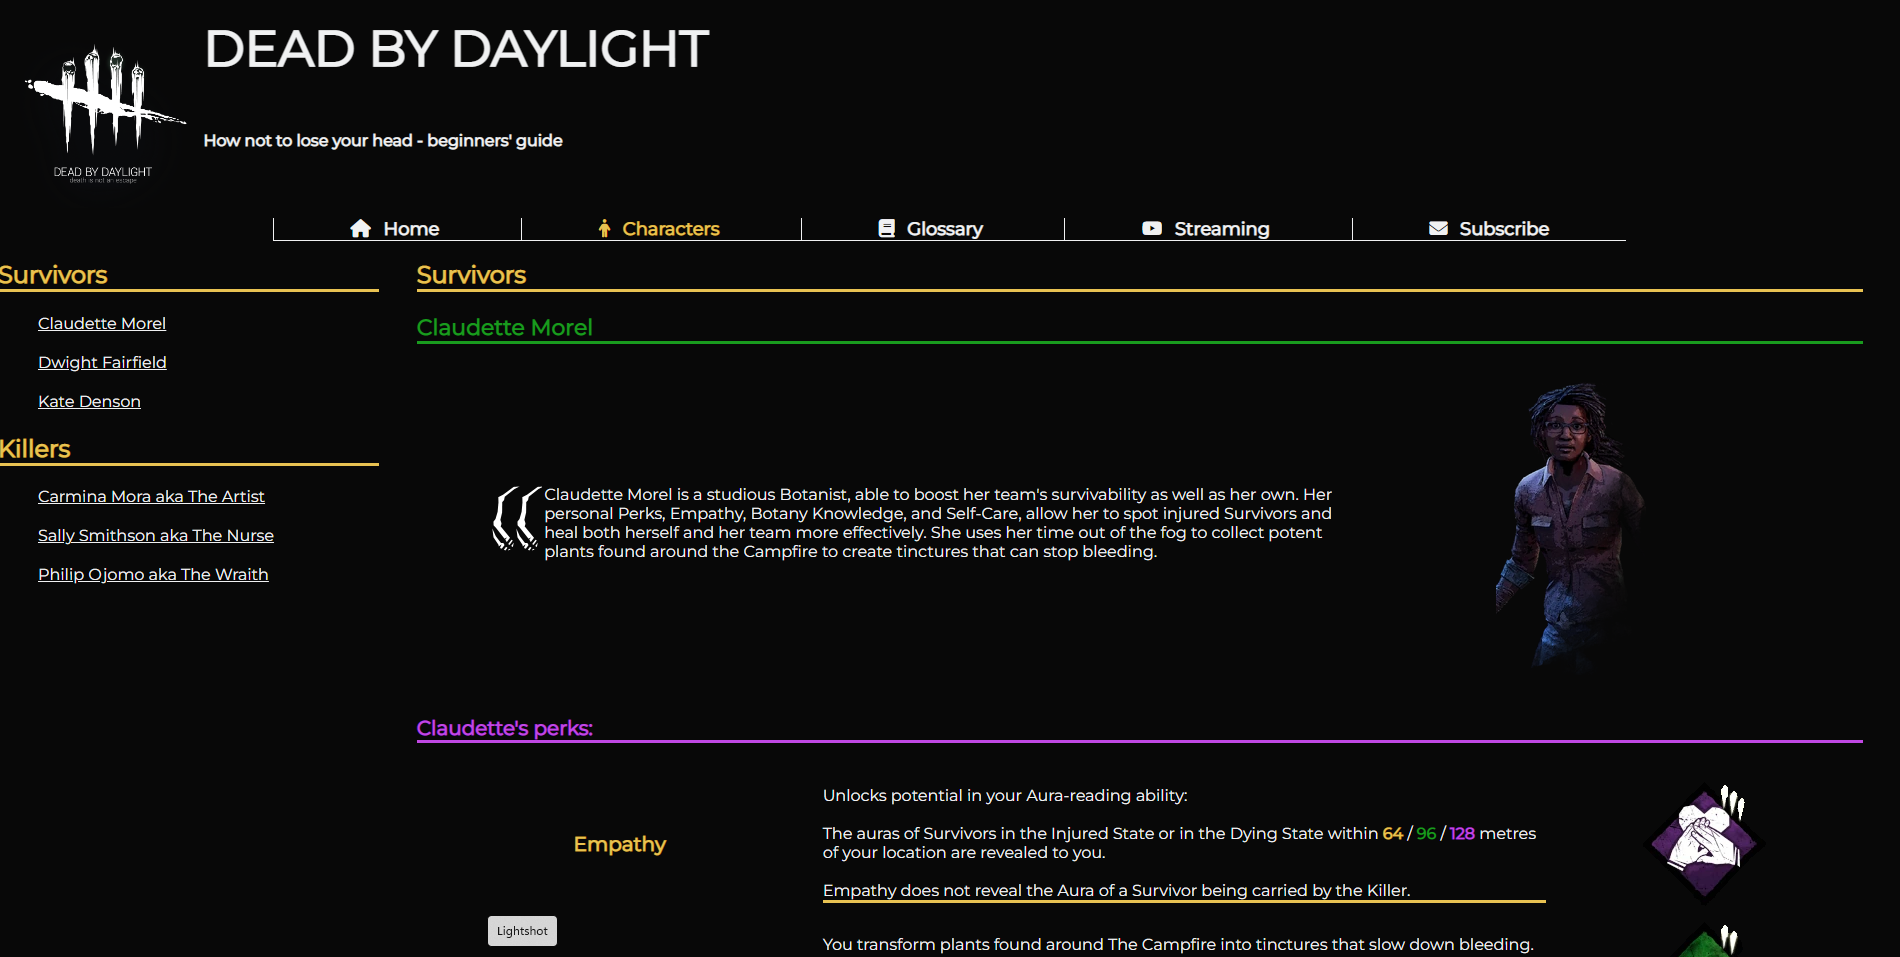 DEAD BY DAYLIGHT
How not to lose your head - beginners' guide
DEAD BY DAYLIGHT
death is not an escape
Home
Characters
Glossary
Streaming
Subscribe
Survivors
Claudette Morel
Dwight Fairfield
Kate Denson
Killers
Carmina Mora aka The Artist
Sally Smithson aka The Nurse
Philip Ojomo aka The Wraith
Survivors
Claudette Morel
Claudette Morel is a studious Botanist, able to boost her team's survivability as well as her own. Her
personal Perks, Empathy, Botany Knowledge, and Self-Care, allow her to spot injured Survivors and
heal both herself and her team more effectively. She uses her time out of the fog to collect potent
plants found around the Campfire to create tinctures that can stop bleeding.
Claudette's perks:
Empathy
Unlocks potential in your Aura-reading ability:
The auras of Survivors in the Injured State or in the Dying State within 64 / 96 / 128 metres
of your location are revealed to you.
Empathy does not reveal the Aura of a Survivor being carried by the Killer.
You transform plants found around The Campfire into tinctures that slow down bleeding.
Lightshot